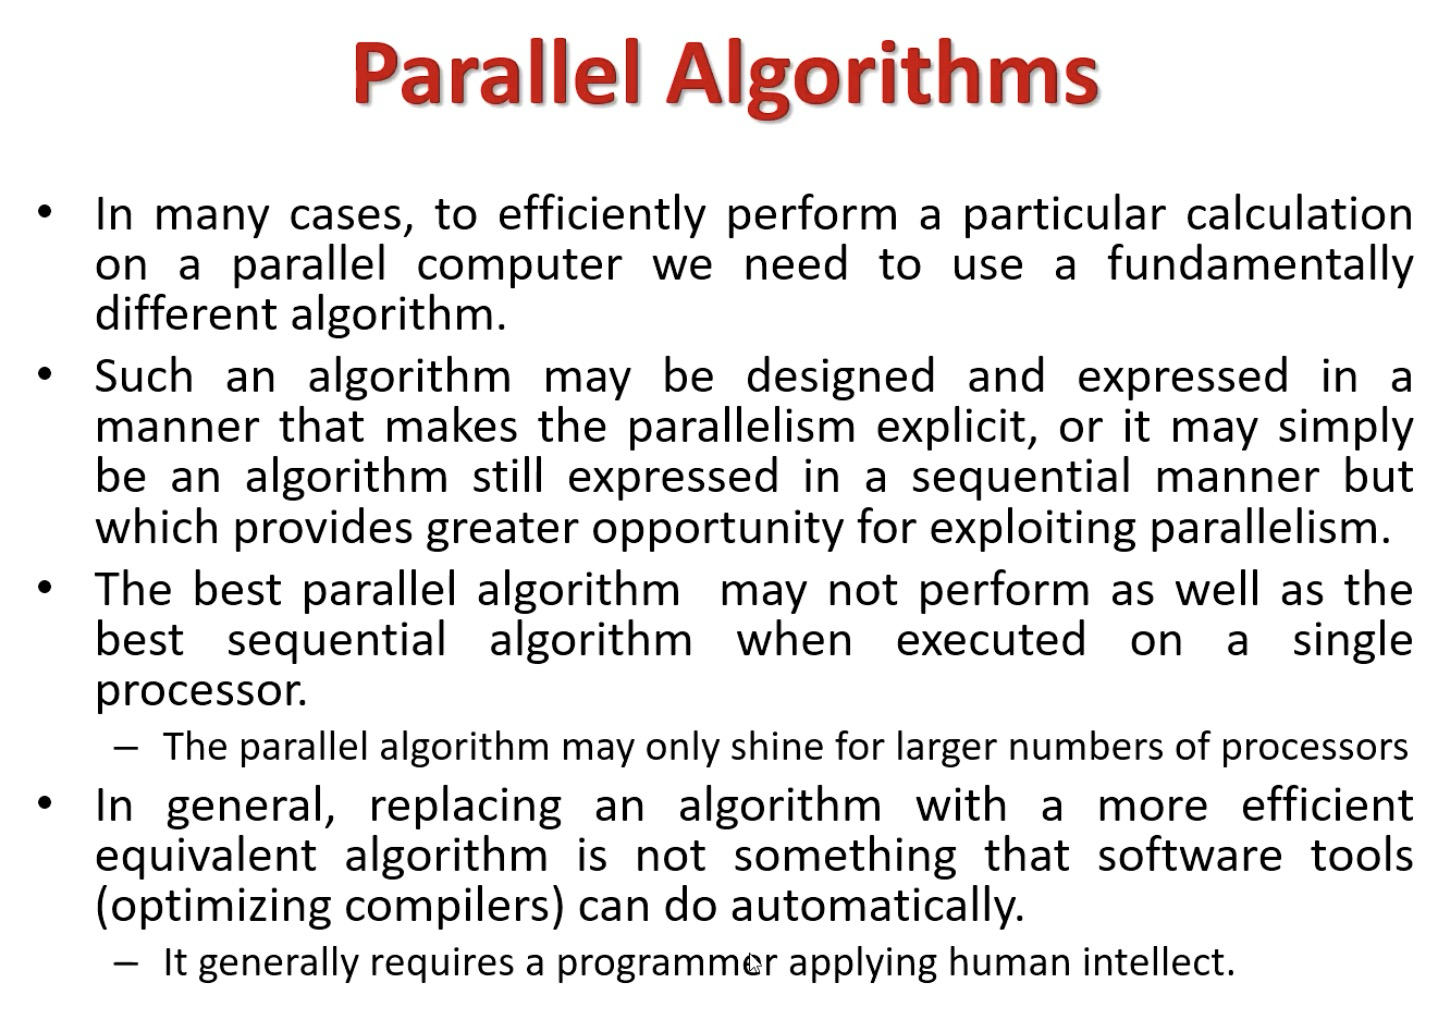 Parallel Algorithms
• In many cases, to efficiently perform a particular calculation
on a parallel computer we need to use a fundamentally
different algorithm.
• Such an algorithm may be designed and expressed in a
manner that makes the parallelism explicit, or it may simply
be an algorithm still expressed in a sequential manner but
which provides greater opportunity for exploiting parallelism.
• The best parallel algorithm may not perform as well as the
best sequential algorithm when executed on a single
processor.
– The parallel algorithm may only shine for larger numbers of processors
• In general, replacing an algorithm with a more efficient
equivalent algorithm is not something that software tools
(optimizing compilers) can do automatically.
– It generally requires a programmer applying human intellect.